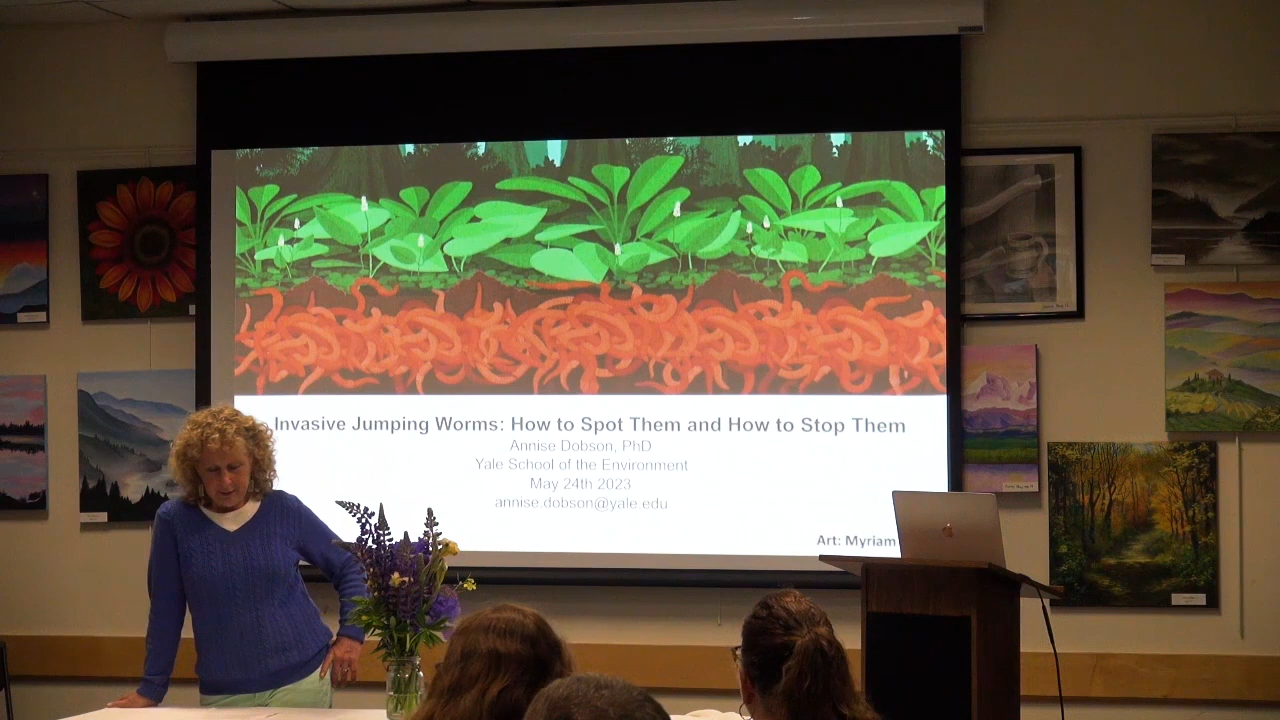 Invasive Jumping Worms: How to Spot Them and How to Stop Them
Annise Dobson, PhD
Yale School of the Environment
May 24th 2023
annise.dobson@yale.edu
Art: Myriam